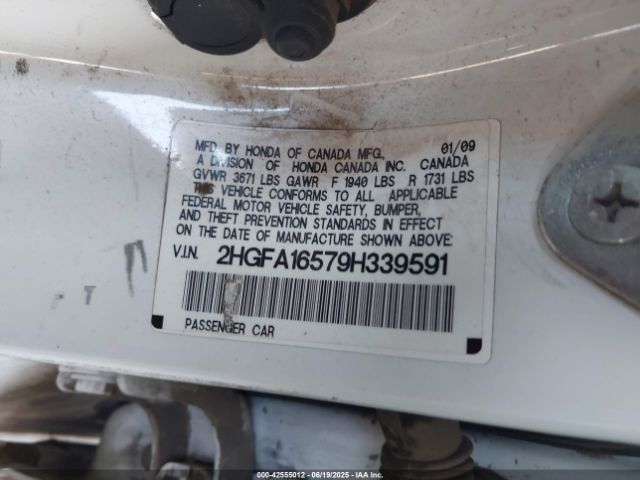 MFD. BY HONDA OF CANADA MFG., 01/09
A DIVISION OF HONDA CANADA INC. CANADA
GVWR 3671 LBS GAWR F 1940 LBS R 1731 LBS
THIS VEHICLE CONFORMS TO ALL APPLICABLE
FEDERAL MOTOR VEHICLE SAFETY, BUMPER,
AND THEFT PREVENTION STANDARDS IN EFFECT
ON THE DATE OF MANUFACTURE SHOWN ABOVE:
V.I.N. 2HGFA16579H339591
PASSENGER CAR
000-42555012 - 06/19/2025 - IAAI.COM